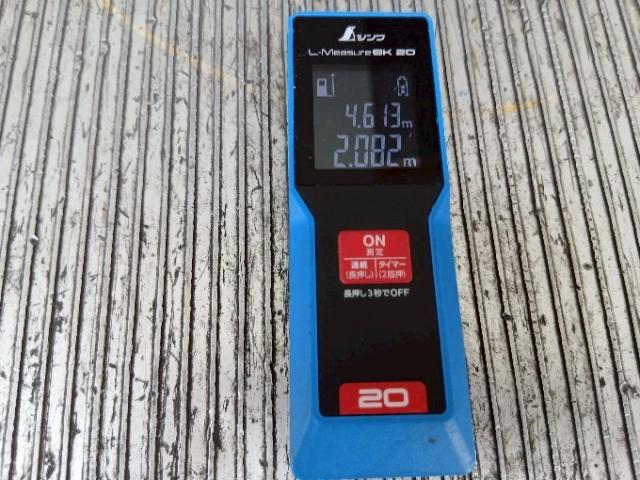 シンワ
L-Measure BK 20
4.613m
2.082m
ON
測定
連続 タイマー
(長押し) (2回押)
長押し3秒でOFF
20